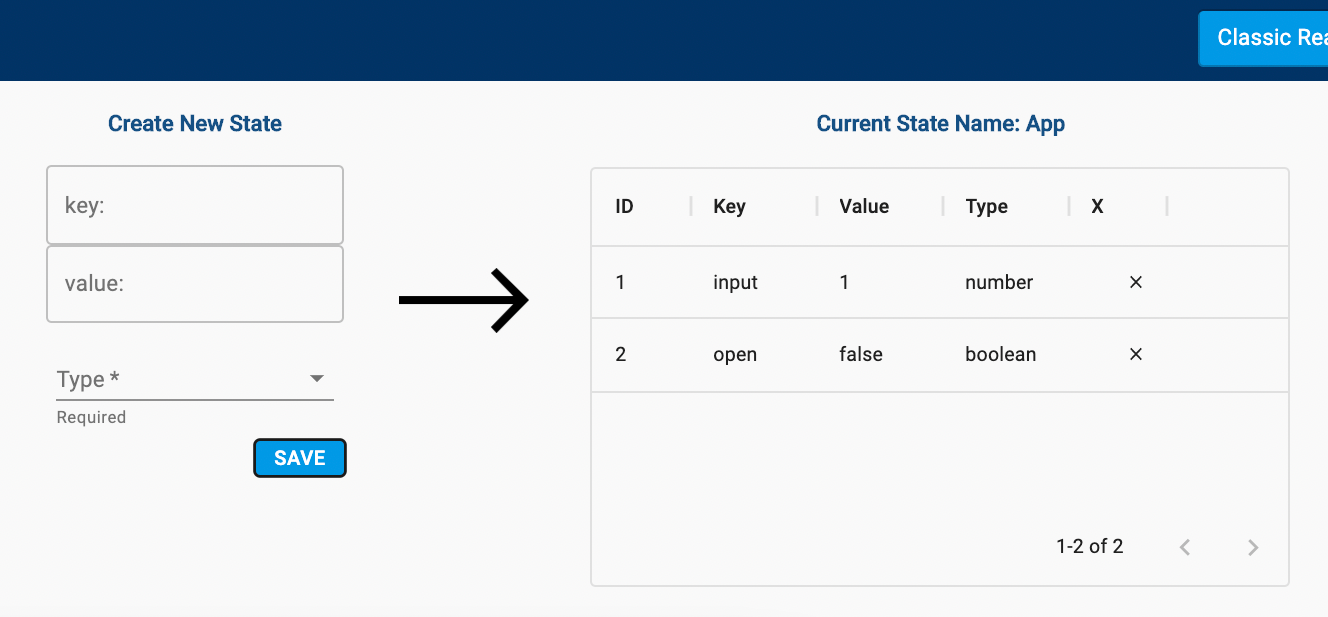 Classic Rea
Create New State
key:
value:
Type *
Required
SAVE
Current State Name: App
ID Key Value Type X
1 input 1 number ×
2 open false boolean ×
1-2 of 2